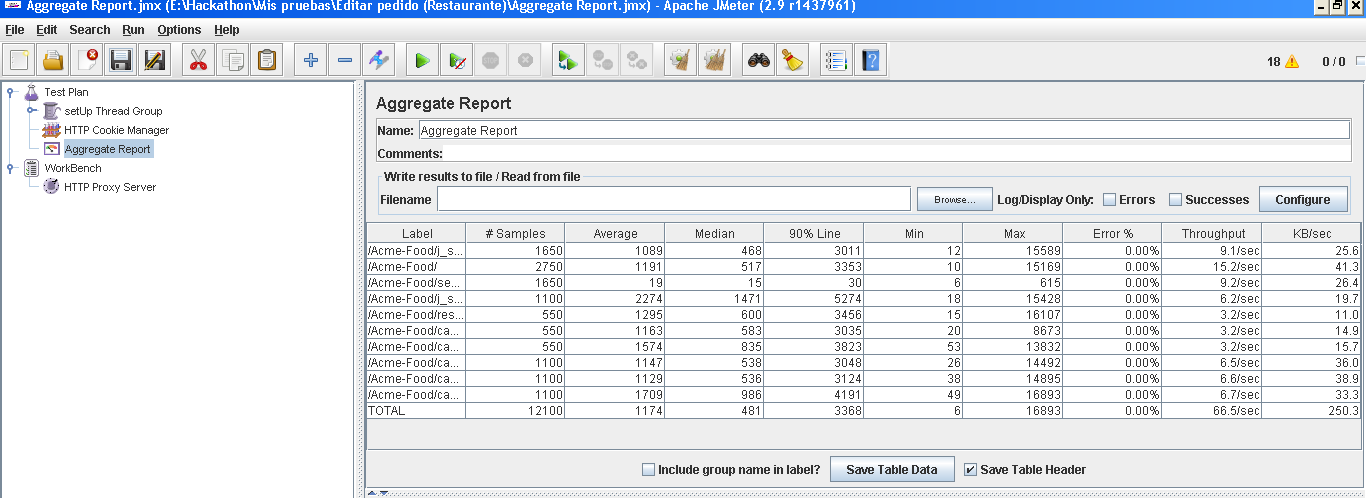 Aggregate Report.jmx (E:\Hackathon\Mis pruebas\Editar pedido (Restaurante)\Aggregate Report.jmx) - Apache JMeter (2.9 r1437961)
File Edit Search Run Options Help
18 0 / 0
Test Plan
setUp Thread Group
HTTP Cookie Manager
Aggregate Report
WorkBench
HTTP Proxy Server
Aggregate Report
Name: Aggregate Report
Comments:
Write results to file / Read from file
Filename Browse... Log/Display Only: Errors Successes Configure
Label # Samples Average Median 90% Line Min Max Error % Throughput KB/sec
/Acme-Food/j_s... 1650 1089 468 3011 12 15589 0.00% 9.1/sec 25.6
/Acme-Food/ 2750 1191 517 3353 10 15169 0.00% 15.2/sec 41.3
/Acme-Food/se... 1650 19 15 30 6 615 0.00% 9.2/sec 26.4
/Acme-Food/j_s... 1100 2274 1471 5274 18 15428 0.00% 6.2/sec 19.7
/Acme-Food/res... 550 1295 600 3456 15 16107 0.00% 3.2/sec 11.0
/Acme-Food/ca... 550 1163 583 3035 20 8673 0.00% 3.2/sec 14.9
/Acme-Food/ca... 550 1574 835 3823 53 13832 0.00% 3.2/sec 15.7
/Acme-Food/ca... 1100 1147 538 3048 26 14492 0.00% 6.5/sec 36.0
/Acme-Food/ca... 1100 1129 536 3124 38 14895 0.00% 6.6/sec 38.9
/Acme-Food/ca... 1100 1709 986 4191 49 16893 0.00% 6.7/sec 33.3
TOTAL 12100 1174 481 3368 6 16893 0.00% 66.5/sec 250.3
Include group name in label? Save Table Data Save Table Header